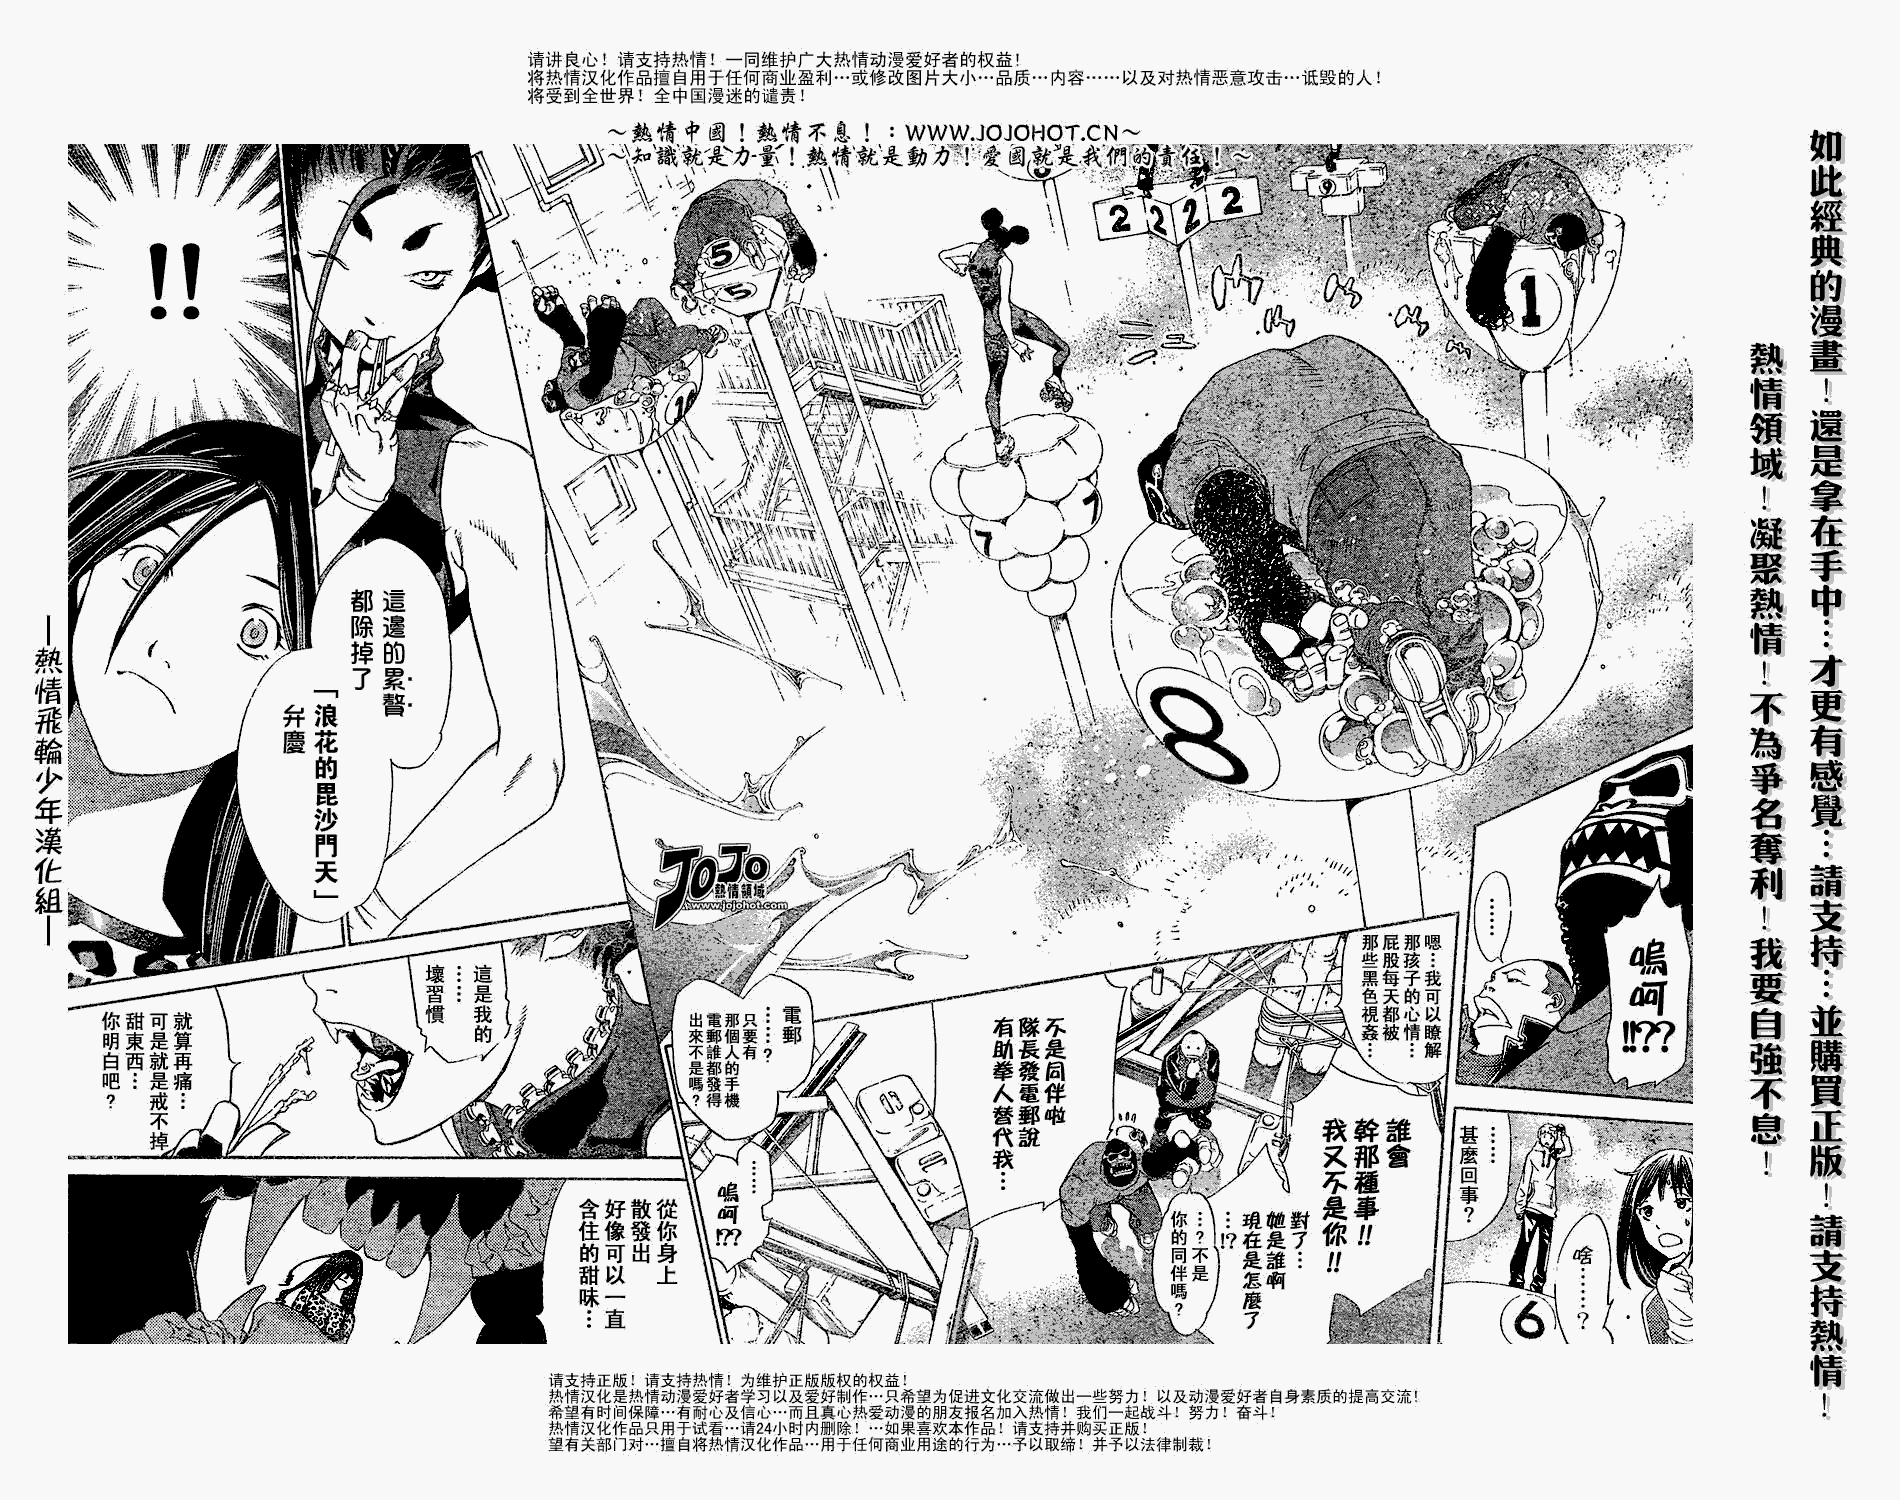 请讲良心！请支持热情！一同维护广大热情动漫爱好者的权益！
将热情汉化作品擅自用于任何商业盈利…或修改图片大小…品质…内容……以及对热情恶意攻击…诋毁的人！
将受到全世界！全中国漫迷的谴责！
～熱情中國！熱情不息！：WWW.JOJOHOT.CN～
～知識就是力量！熱情就是動力！愛國就是我們的責任！～
如此經典的漫畫！還是拿在手中…才更有感覺…請支持…並購買正版！請支持熱情！
熱情領域！凝聚熱情！不為爭名奪利！我要自強不息！
5
5
10
7
7
2
2
2
2
9
1
8
嗚呵!!??
……
……
甚麼回事？
啥……？
6
嗯…我可以瞭解
那孩子的心情…
屁股每天都被
那些黑色視姦…
誰會
幹那種事!!
我又不是你!!
對了…
她是誰啊
現在是怎麼了
…!?
…？不是
你的同伴嗎？
不是同伴啦
隊長發電郵說
有助拳人替代我…
電郵
……？
只要有
那個人的手機
電郵誰都發得
出來不是嗎？
……
嗚呵!??
!!
這邊的累贅
都除掉了
「浪花的毘沙門天」
弁慶
這是我的
……
壞習慣
就算再痛…
可是就是戒不掉
甜東西…
你明白吧？
從你身上
散發出
好像可以一直
含住的甜味…
JOJO
熱情領域
www.jojohot.com
—熱情飛輪少年漢化組—
请支持正版！请支持热情！为维护正版版权的权益！
热情汉化是热情动漫爱好者学习以及爱好制作…只希望为促进文化交流做出一些努力！以及动漫爱好者自身素质的提高交流！
希望有时间保障…有耐心及信心…而且真心热爱动漫的朋友报名加入热情！我们一起战斗！努力！奋斗！
热情汉化作品只用于试看…请24小时内删除！…如果喜欢本作品！请支持并购买正版！
望有关部门对…擅自将热情汉化作品…用于任何商业用途的行为…予以取缔！并予以法律制裁！